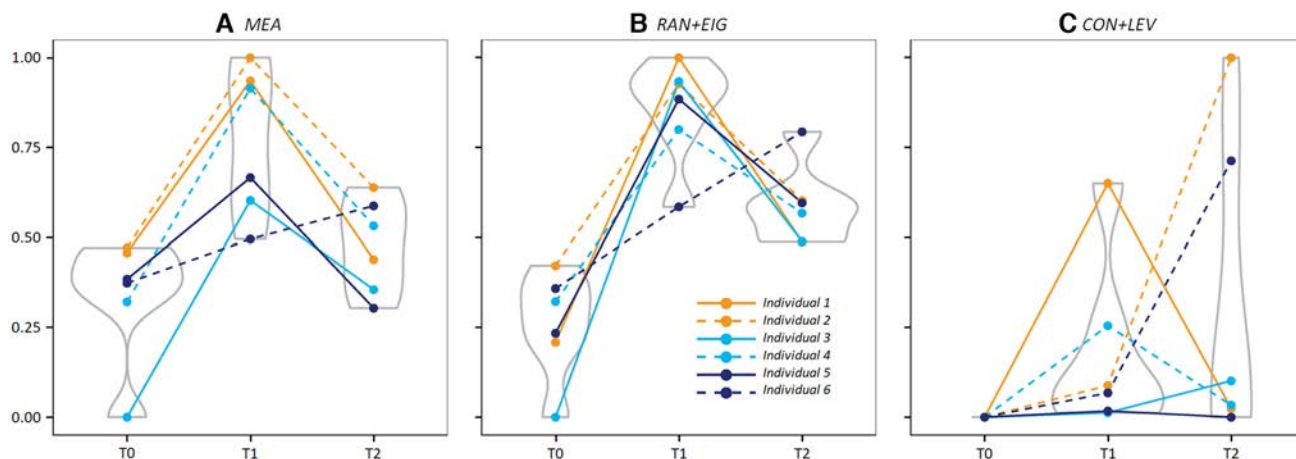 A MEA
B RAN+EIG
C CON+LEV
1.00
0.75
0.50
0.25
0.00
Individual 1
Individual 2
Individual 3
Individual 4
Individual 5
Individual 6
T0 T1 T2
T0 T1 T2
T0 T1 T2